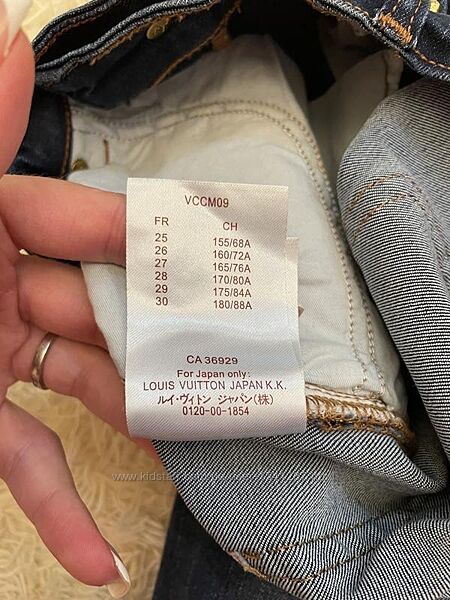 VCCM09
FR CH
25 155/68A
26 160/72A
27 165/76A
28 170/80A
29 175/84A
30 180/88A
CA 36929
For Japan only:
LOUIS VUITTON JAPAN K.K.
ルイ・ヴィトン ジャパン(株)
0120-00-1854